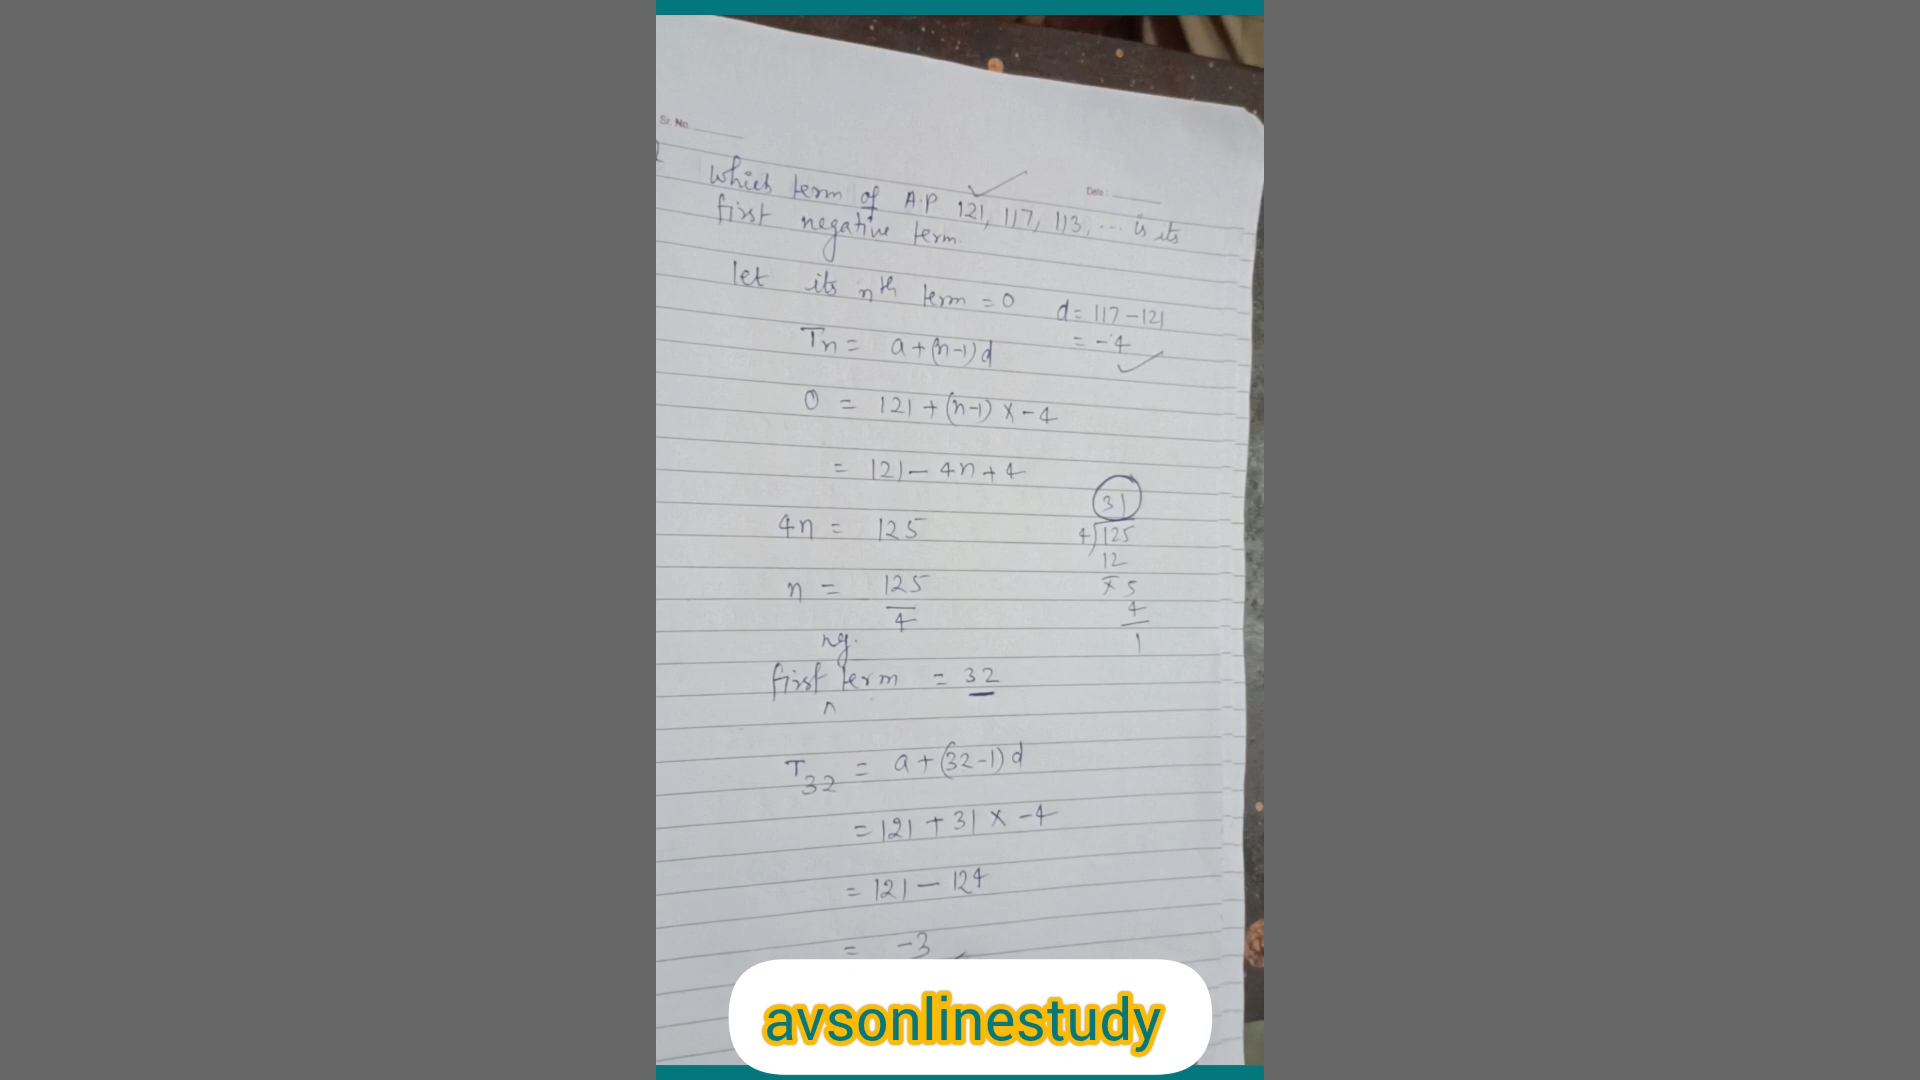 Sr. No.
Date :
Which term of A.P 121, 117, 113, ... is its
first negative term.
let its nth term = 0 d = 117 - 121
= -4
Tn = a + (n-1) d
0 = 121 + (n-1) x -4
= 121 - 4n + 4
4n = 125
n = 125
4
31
4)125
12
x 5
4
1
ng.
first term = 32
^
T32 = a + (32-1) d
= 121 + 31 x -4
= 121 - 124
= -3
avsonlinestudy